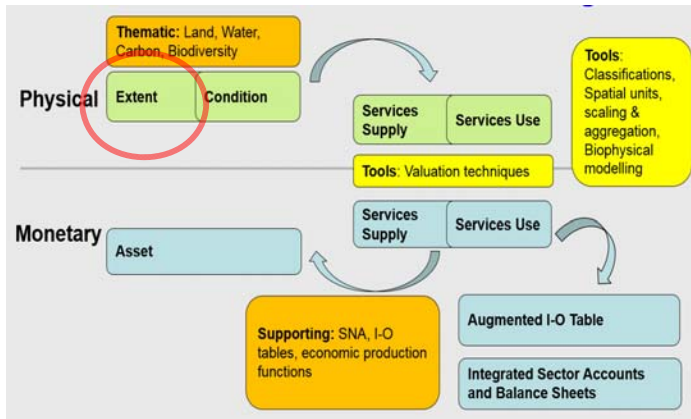 Thematic: Land, Water,
Carbon, Biodiversity
Physical
Extent
Condition
Services
Supply
Services Use
Tools:
Classifications,
Spatial units,
scaling &
aggregation,
Biophysical
modelling
Tools: Valuation techniques
Monetary
Asset
Services
Supply
Services Use
Supporting: SNA, I-O
tables, economic production
functions
Augmented I-O Table
Integrated Sector Accounts
and Balance Sheets